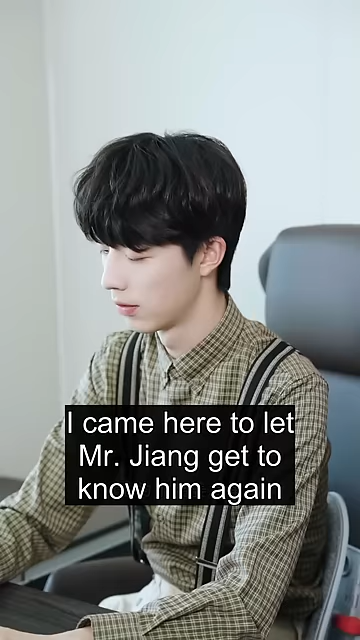 I came here to let
Mr. Jiang get to
know him again